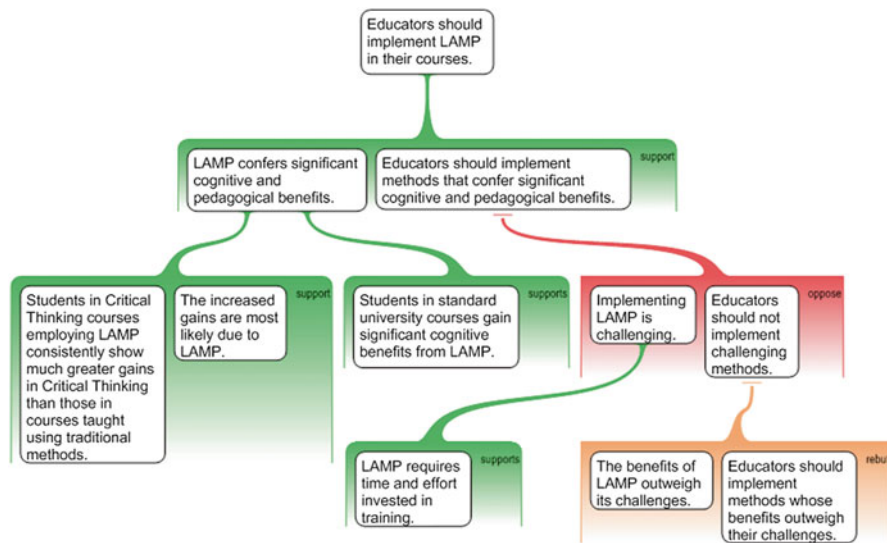 Educators should
implement LAMP
in their courses.
LAMP confers significant
cognitive and
pedagogical benefits.
Educators should implement
methods that confer significant
cognitive and pedagogical benefits.
support
Students in Critical
Thinking courses
employing LAMP
consistently show
much greater gains
in Critical Thinking
than those in
courses taught
using traditional
methods.
The increased
gains are most
likely due to
LAMP.
support
Students in standard
university courses gain
significant cognitive
benefits from LAMP.
supports
Implementing
LAMP is
challenging.
Educators
should not
implement
challenging
methods.
oppose
LAMP requires
time and effort
invested in
training.
supports
The benefits of
LAMP outweigh
its challenges.
Educators should
implement
methods whose
benefits outweigh
their challenges.
rebut